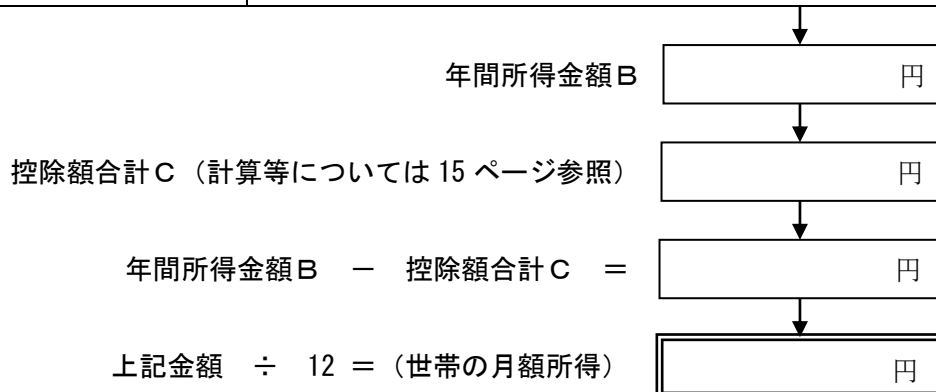 年間所得金額Ｂ 円
控除額合計Ｃ（計算等については 15 ページ参照） 円
年間所得金額Ｂ － 控除額合計Ｃ ＝ 円
上記金額 ÷ 12 ＝（世帯の月額所得） 円